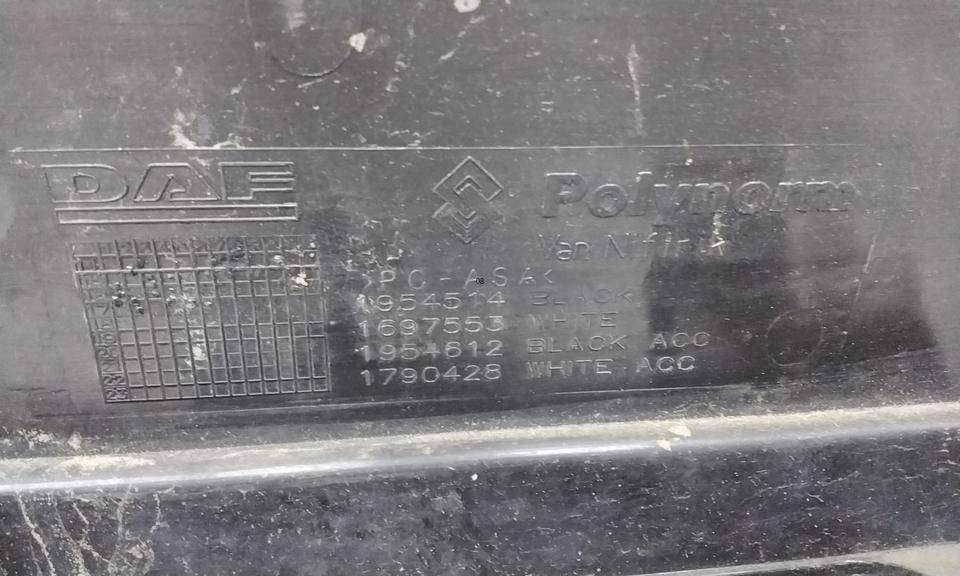 DAF
Polynorm
Van Niftrik
>PC-ASA<
1954514 BLACK
1697553 WHITE
1954612 BLACK ACC
1790428 WHITE ACC